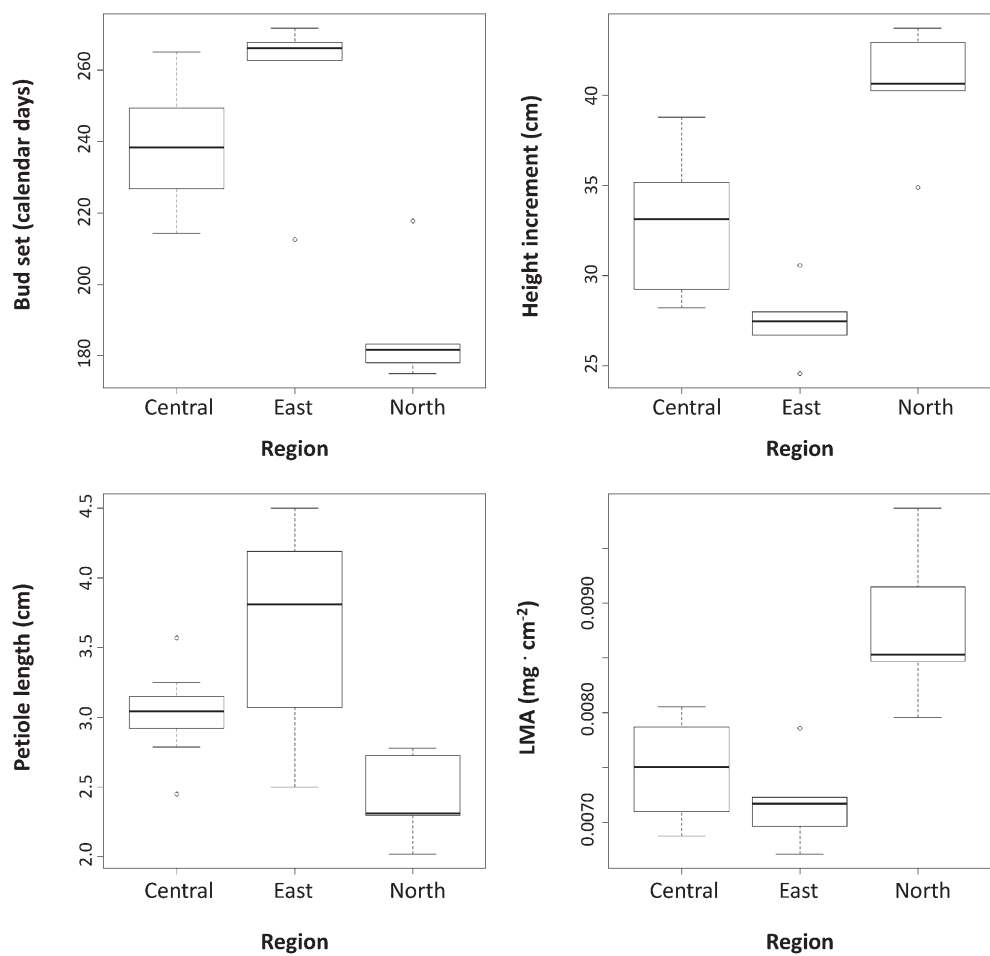 Bud set (calendar days)
260
240
220
200
180
Central East North
Region
Height increment (cm)
40
35
30
25
Central East North
Region
Petiole length (cm)
4.5
4.0
3.5
3.0
2.5
2.0
Central East North
Region
LMA (mg · cm⁻²)
0.0090
0.0080
0.0070
Central East North
Region